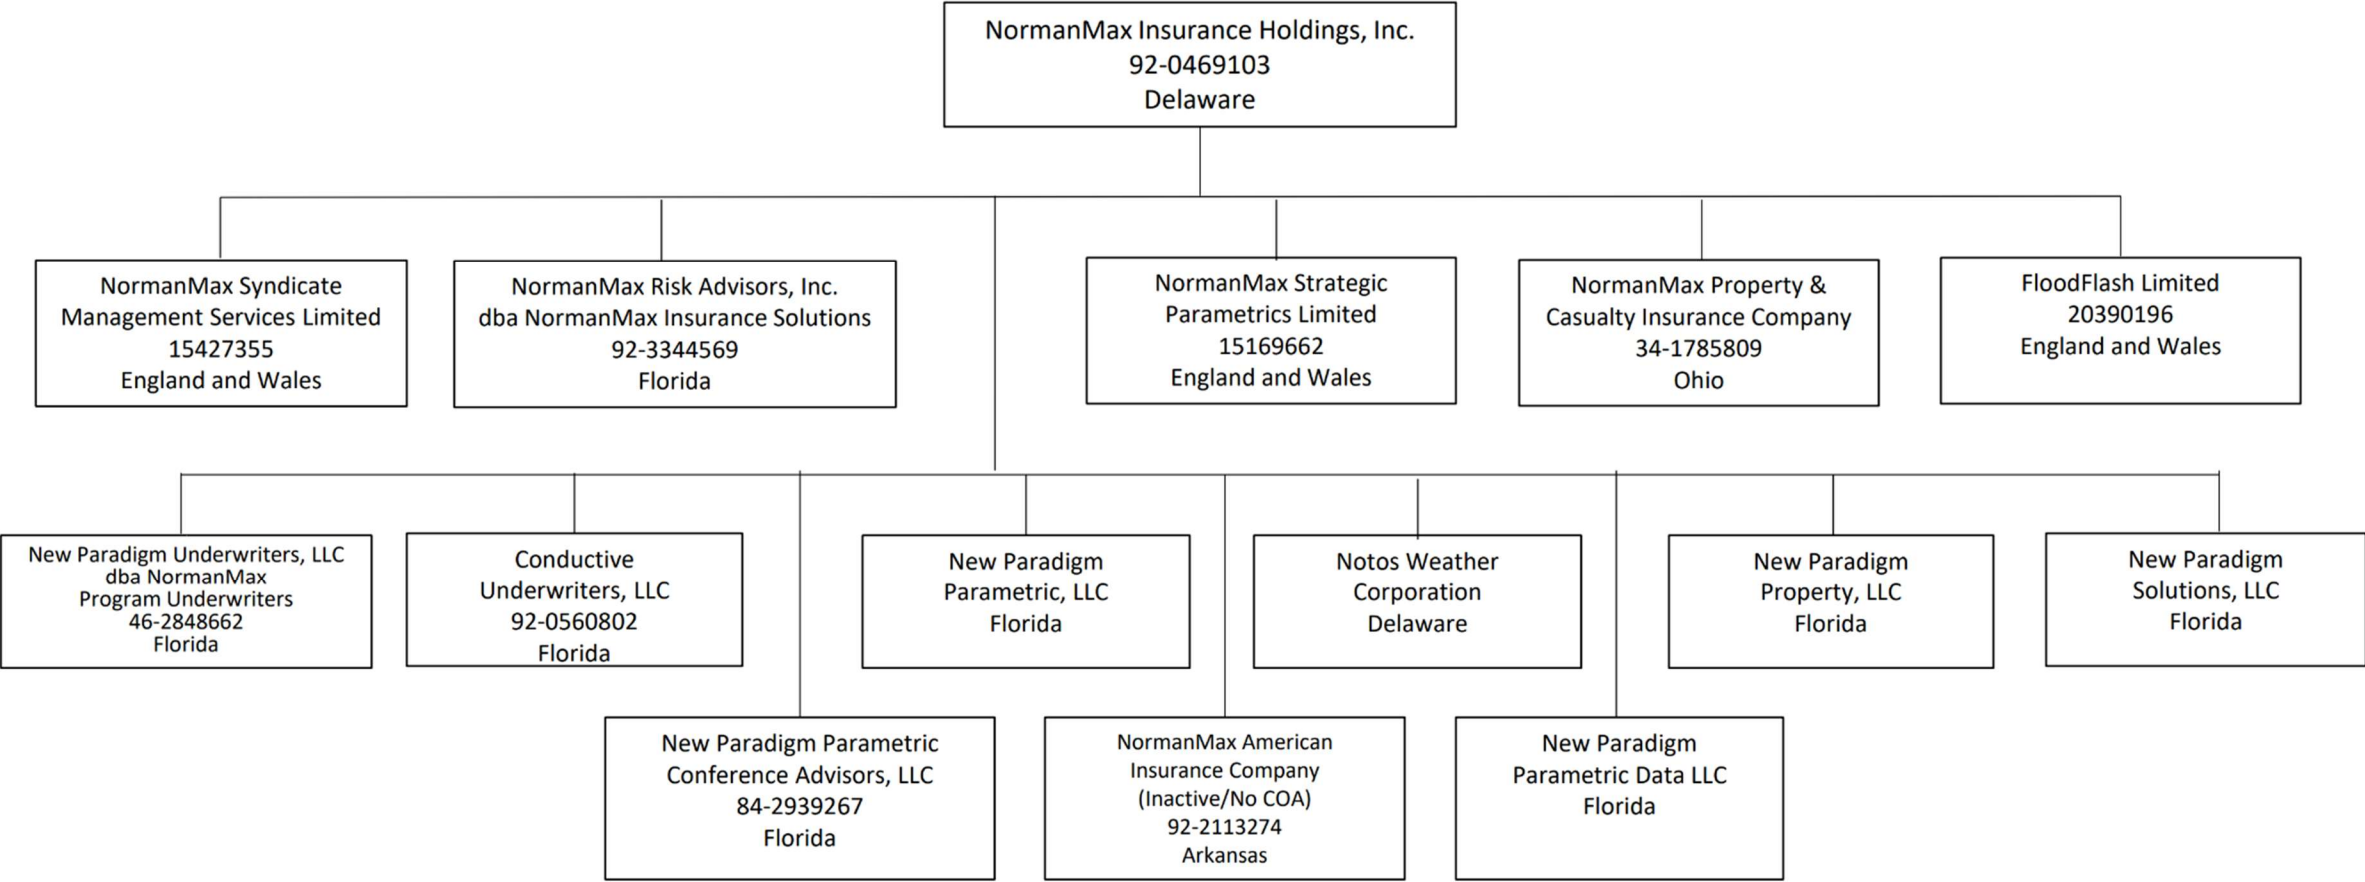 NormanMax Insurance Holdings, Inc.
92-0469103
Delaware
NormanMax Syndicate
Management Services Limited
15427355
England and Wales
NormanMax Risk Advisors, Inc.
dba NormanMax Insurance Solutions
92-3344569
Florida
NormanMax Strategic
Parametrics Limited
15169662
England and Wales
NormanMax Property &
Casualty Insurance Company
34-1785809
Ohio
FloodFlash Limited
20390196
England and Wales
New Paradigm Underwriters, LLC
dba NormanMax
Program Underwriters
46-2848662
Florida
Conductive
Underwriters, LLC
92-0560802
Florida
New Paradigm
Parametric, LLC
Florida
Notos Weather
Corporation
Delaware
New Paradigm
Property, LLC
Florida
New Paradigm
Solutions, LLC
Florida
New Paradigm Parametric
Conference Advisors, LLC
84-2939267
Florida
NormanMax American
Insurance Company
(Inactive/No COA)
92-2113274
Arkansas
New Paradigm
Parametric Data LLC
Florida